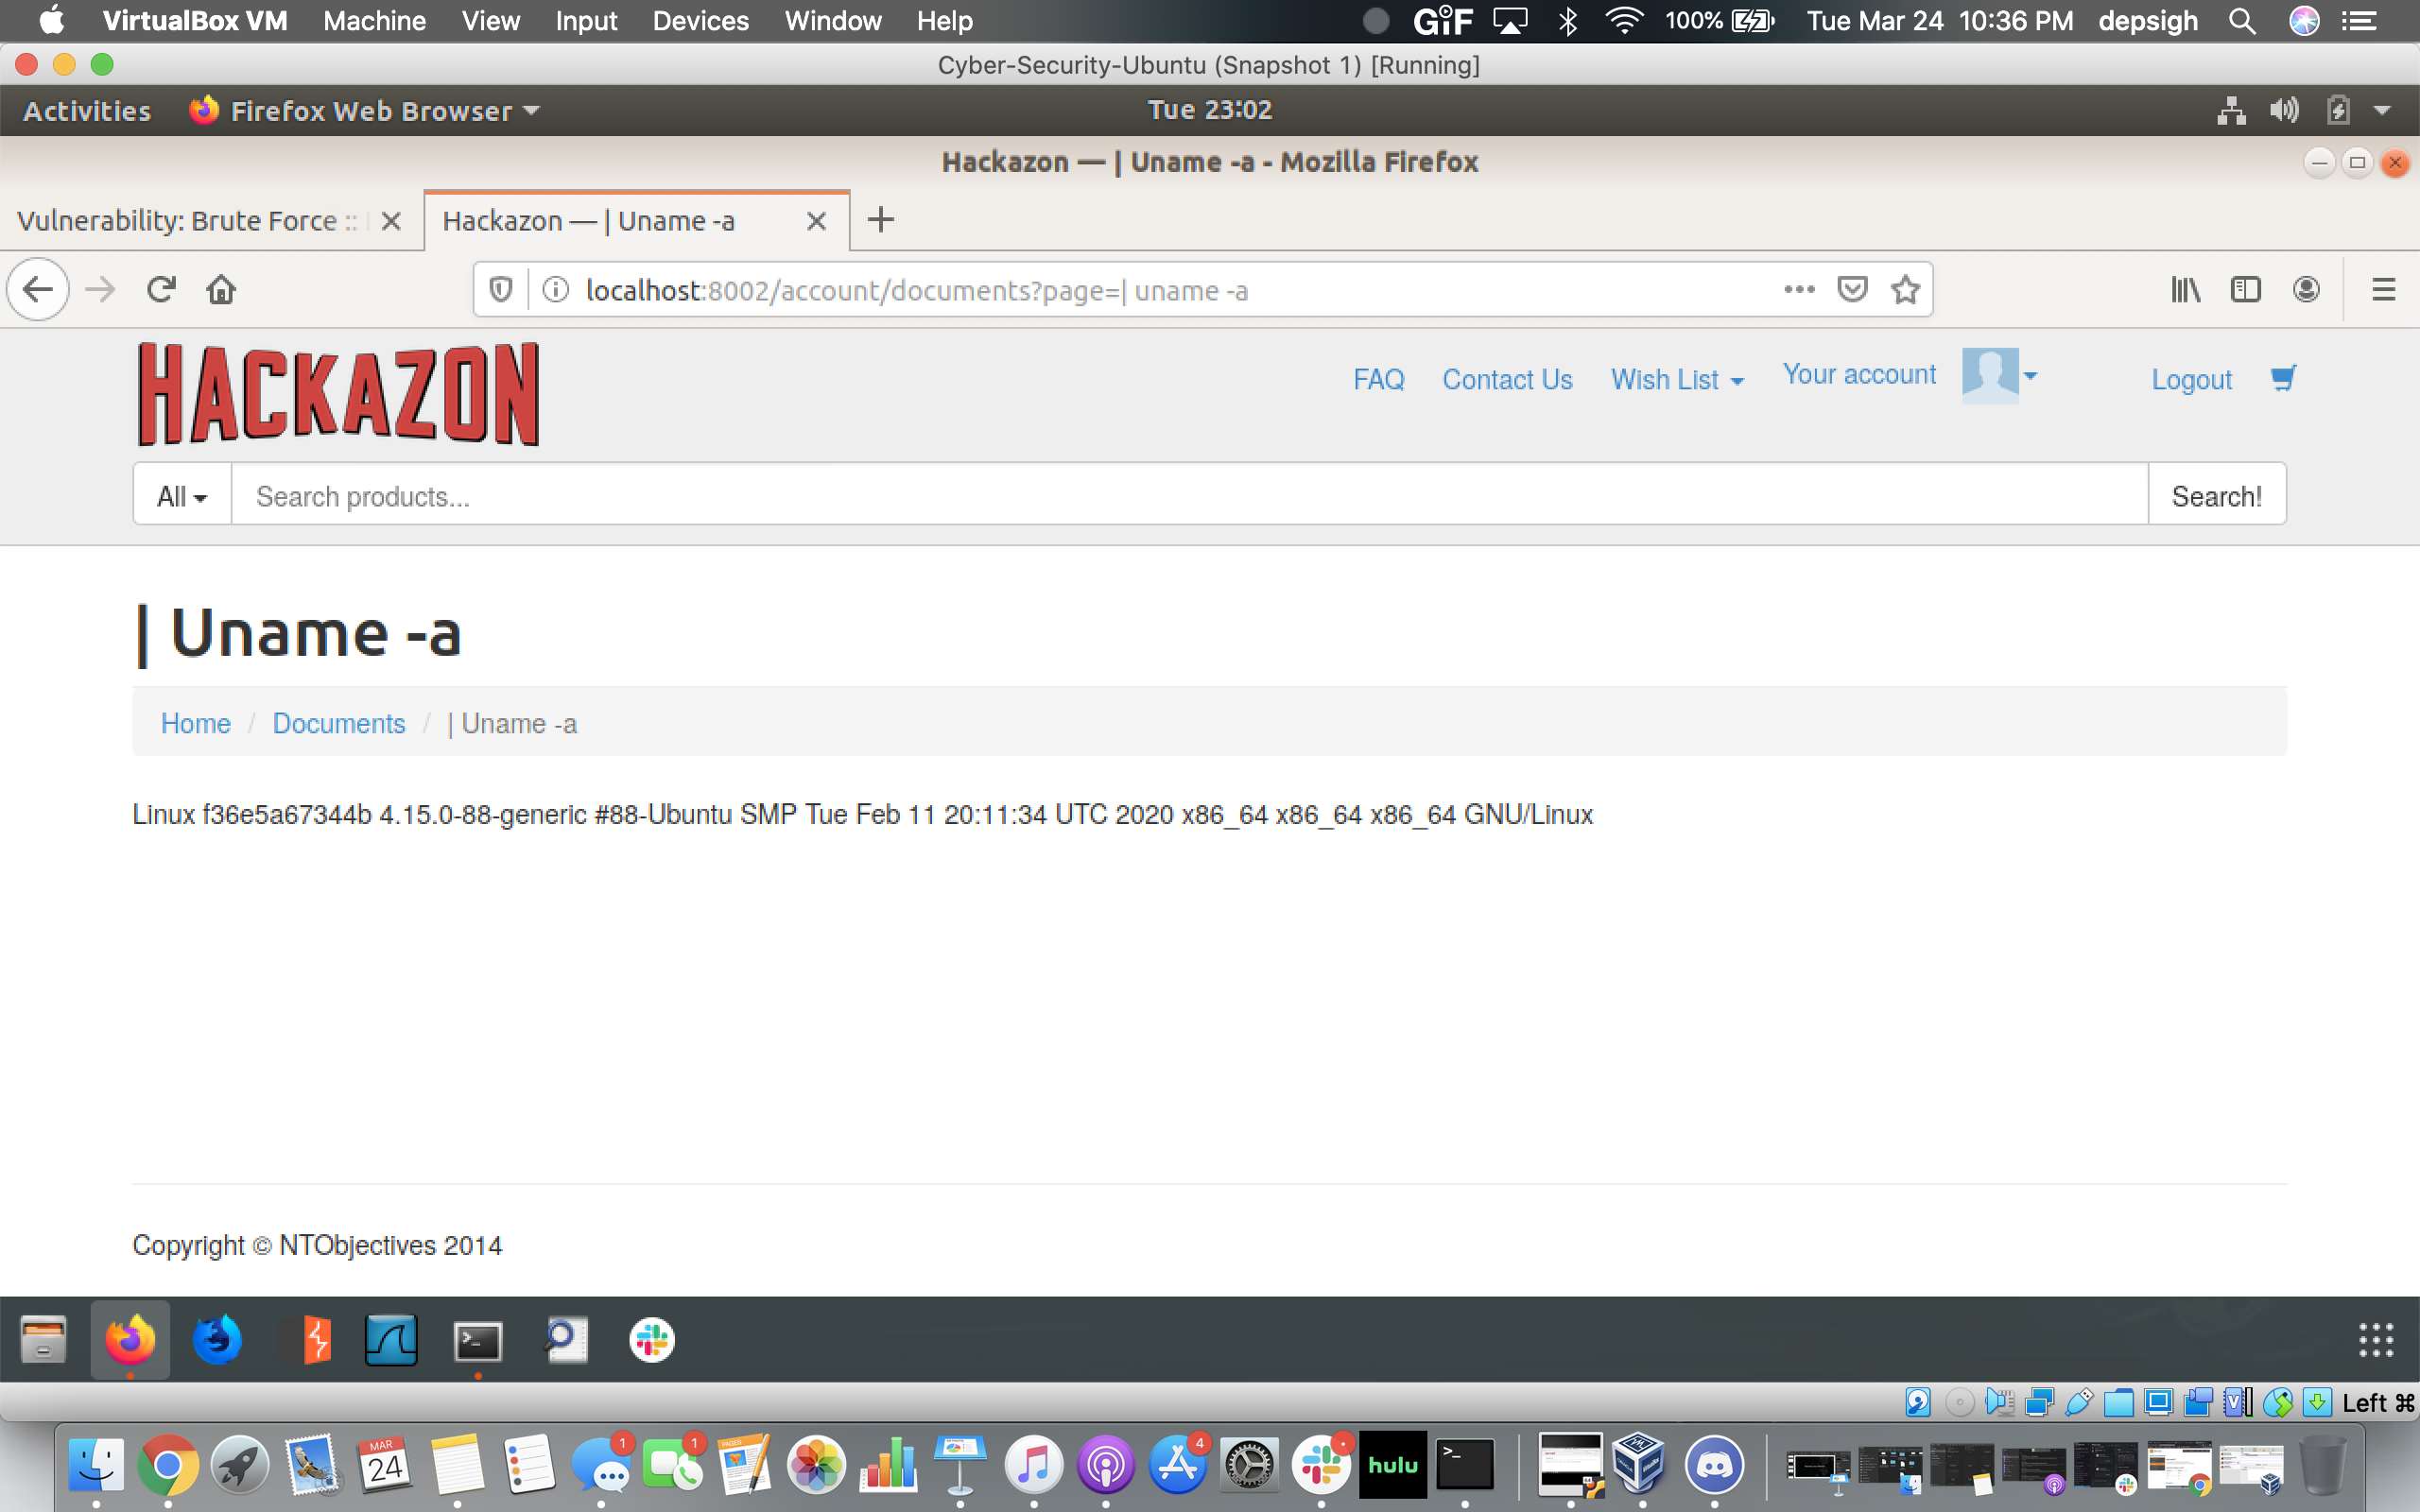 VirtualBox VM Machine View Input Devices Window Help GIF 100% Tue Mar 24 10:36 PM depsigh
Cyber-Security-Ubuntu (Snapshot 1) [Running]
Activities Firefox Web Browser Tue 23:02
Hackazon — | Uname -a - Mozilla Firefox
Vulnerability: Brute Force :: Hackazon — | Uname -a
localhost:8002/account/documents?page=| uname -a
HACKAZON
FAQ Contact Us Wish List Your account Logout
All Search products... Search!
| Uname -a
Home / Documents / | Uname -a
Linux f36e5a67344b 4.15.0-88-generic #88-Ubuntu SMP Tue Feb 11 20:11:34 UTC 2020 x86_64 x86_64 x86_64 GNU/Linux
Copyright © NTObjectives 2014
Left ⌘
MAR
24
1
1
PAGES
4
hulu